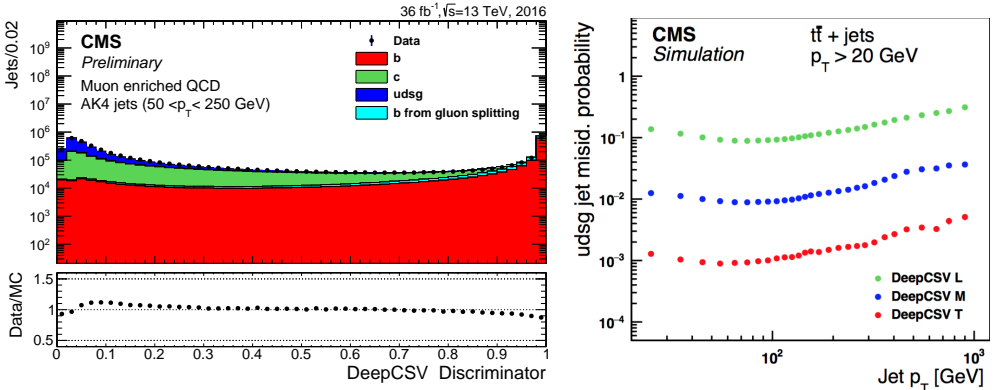 36 fb⁻¹,√s=13 TeV, 2016
Jets/0.02
10⁹
10⁸
10⁷
10⁶
10⁵
10⁴
10³
10²
CMS
Preliminary
Muon enriched QCD
AK4 jets (50 <p_T< 250 GeV)
Data
b
c
udsg
b from gluon splitting
Data/MC
1.5
1
0.5
0 0.1 0.2 0.3 0.4 0.5 0.6 0.7 0.8 0.9 1
DeepCSV Discriminator
udsg jet misid. probability
1
10⁻¹
10⁻²
10⁻³
10⁻⁴
CMS
Simulation
tt̄ + jets
p_T > 20 GeV
DeepCSV L
DeepCSV M
DeepCSV T
10² 10³
Jet p_T [GeV]